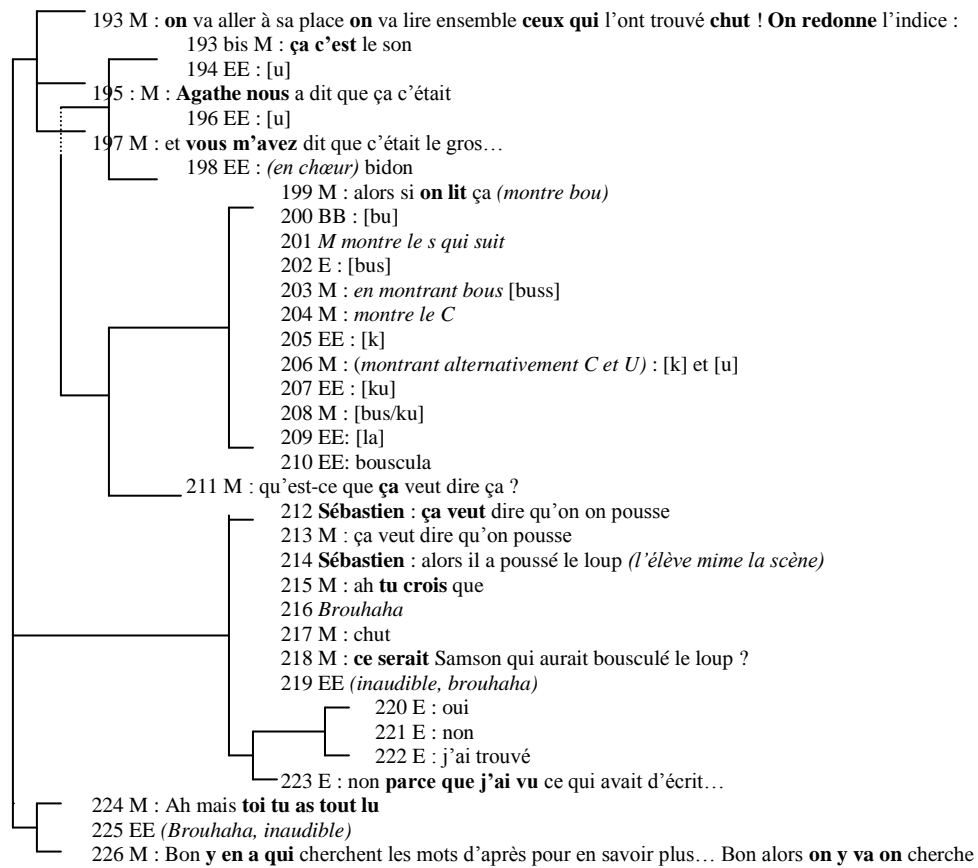 193 M : on va aller à sa place on va lire ensemble ceux qui l'ont trouvé chut ! On redonne l'indice :
193 bis M : ça c'est le son
194 EE : [u]
195 : M : Agathe nous a dit que ça c'était
196 EE : [u]
197 M : et vous m'avez dit que c'était le gros…
198 EE : (en chœur) bidon
199 M : alors si on lit ça (montre bou)
200 BB : [bu]
201 M montre le s qui suit
202 E : [bus]
203 M : en montrant bous [buss]
204 M : montre le C
205 EE : [k]
206 M : (montrant alternativement C et U) : [k] et [u]
207 EE : [ku]
208 M : [bus/ku]
209 EE: [la]
210 EE: bouscula
211 M : qu'est-ce que ça veut dire ça ?
212 Sébastien : ça veut dire qu'on on pousse
213 M : ça veut dire qu'on pousse
214 Sébastien : alors il a poussé le loup (l'élève mime la scène)
215 M : ah tu crois que
216 Brouhaha
217 M : chut
218 M : ce serait Samson qui aurait bousculé le loup ?
219 EE (inaudible, brouhaha)
220 E : oui
221 E : non
222 E : j'ai trouvé
223 E : non parce que j'ai vu ce qui avait d'écrit…
224 M : Ah mais toi tu as tout lu
225 EE (Brouhaha, inaudible)
226 M : Bon y en a qui cherchent les mots d'après pour en savoir plus… Bon alors on y va on cherche